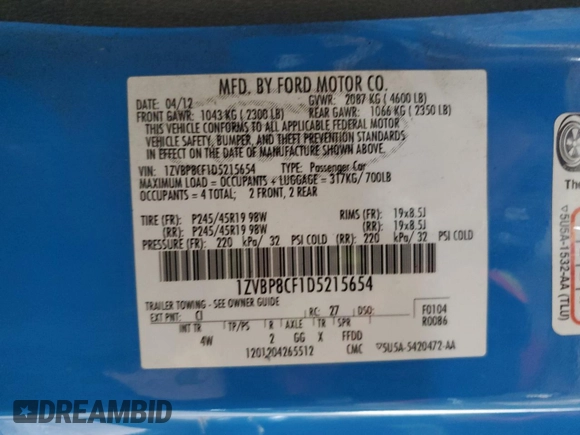 MFD. BY FORD MOTOR CO.
DATE: 04/12 GVWR: 2087 KG ( 4600 LB)
FRONT GAWR: 1043 KG ( 2300 LB) REAR GAWR: 1066 KG ( 2350 LB)
THIS VEHICLE CONFORMS TO ALL APPLICABLE FEDERAL MOTOR
VEHICLE SAFETY, BUMPER, AND THEFT PREVENTION STANDARDS
IN EFFECT ON THE DATE OF MANUFACTURE SHOWN ABOVE.
VIN: 1ZVBP8CF1D5215654 TYPE: Passenger Car
MAXIMUM LOAD = OCCUPANTS + LUGGAGE = 317KG/ 700LB
OCCUPANTS = 4 TOTAL; 2 FRONT, 2 REAR
TIRE (FR): P245/45R19 98W RIMS (FR): 19x8.5J
(RR): P245/45R19 98W (RR): 19x8.5J
PRESSURE (FR): 220 kPa/ 32 PSI COLD (RR): 220 kPa/ 32 PSI COLD
1ZVBP8CF1D5215654
TRAILER TOWING - SEE OWNER GUIDE
EXT PNT: CI RC: 27 DSO: F0104
R0086
INT TR TP/PS R AXLE TR SPR
4W 2 GG X FFDD
1201204265512 CMC 5U5A-5420472-AA
The
5U5A-1532-AA (TLU)
DREAMBID